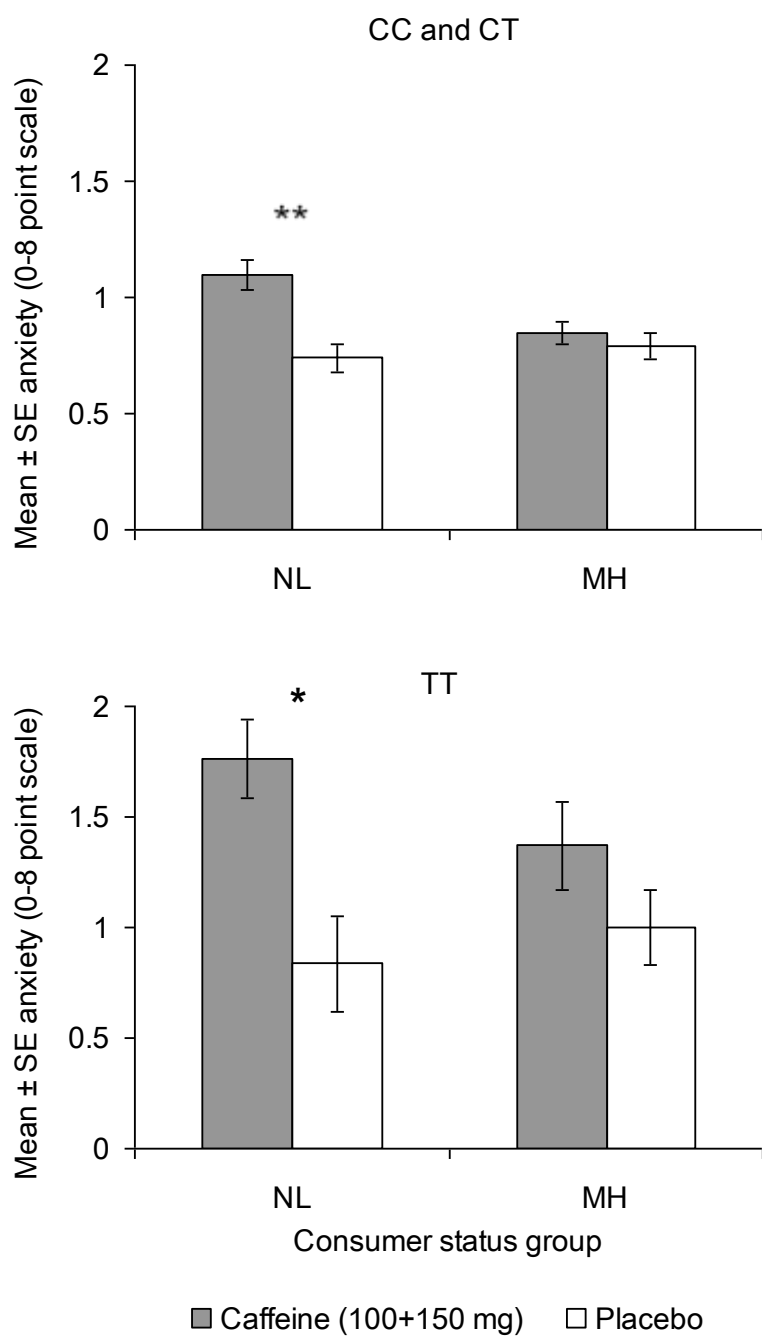 CC and CT
Mean ± SE anxiety (0-8 point scale)
2
1.5
**
1
0.5
0
NL MH
TT
Mean ± SE anxiety (0-8 point scale)
2
*
1.5
1
0.5
0
NL MH
Consumer status group
Caffeine (100+150 mg) Placebo